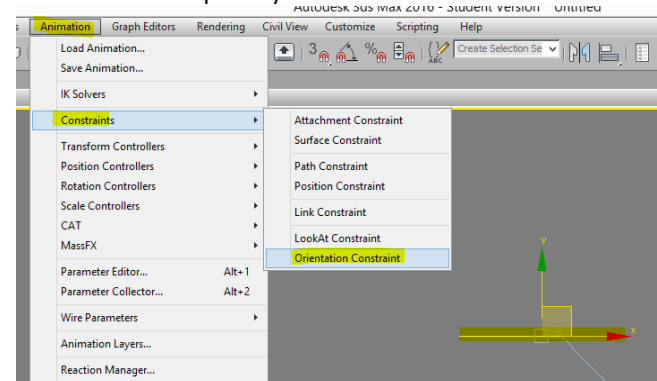 Autodesk 3ds Max 2016 - Student Version Untitled
Animation Graph Editors Rendering Civil View Customize Scripting Help
Load Animation...
Save Animation...
3 % ABC Create Selection Se
IK Solvers
Constraints
Transform Controllers
Position Controllers
Rotation Controllers
Scale Controllers
CAT
MassFX
Parameter Editor... Alt+1
Parameter Collector... Alt+2
Wire Parameters
Animation Layers...
Reaction Manager...
Attachment Constraint
Surface Constraint
Path Constraint
Position Constraint
Link Constraint
LookAt Constraint
Orientation Constraint
y
x